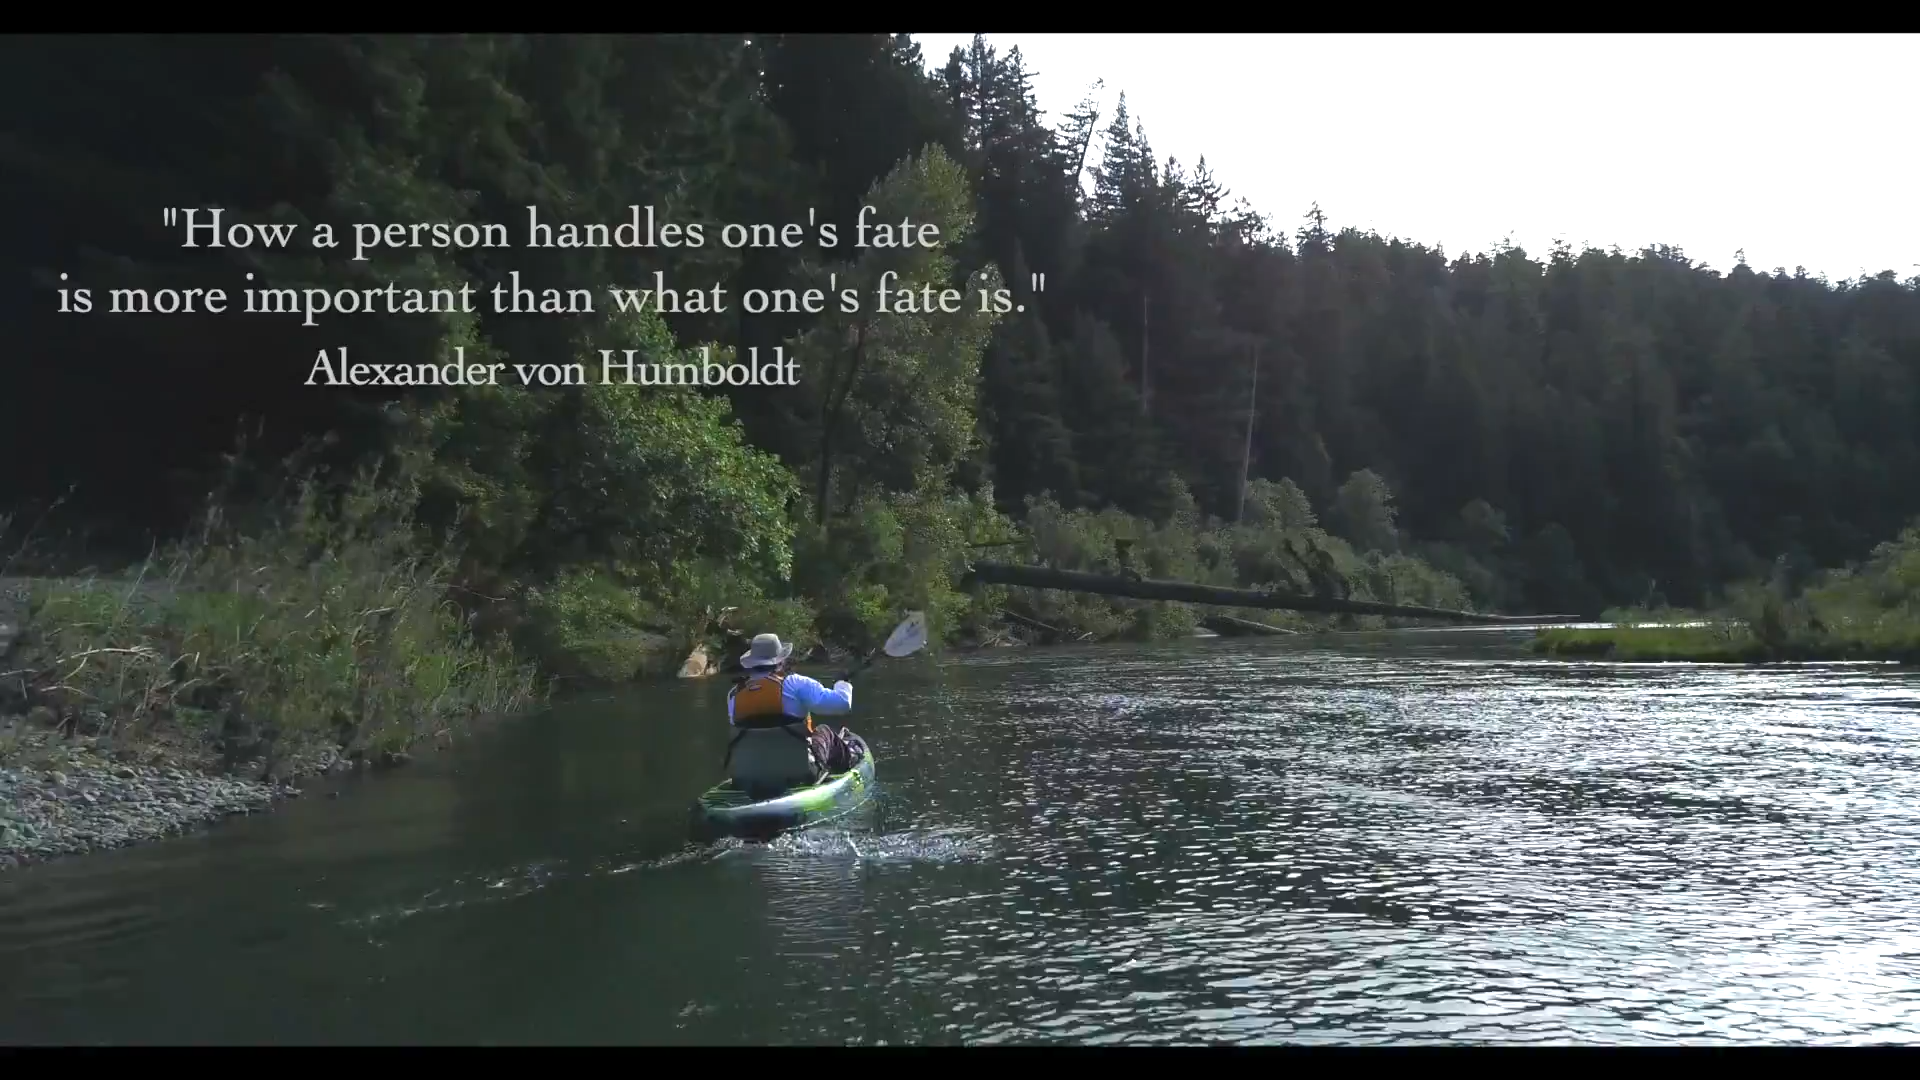 "How a person handles one's fate
is more important than what one's fate is."
Alexander von Humboldt